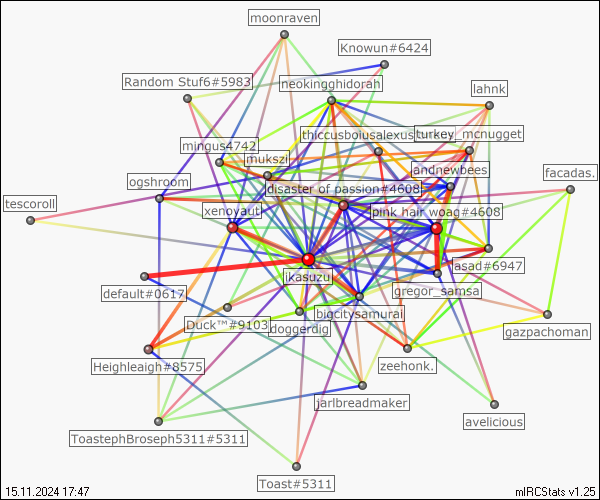 moonraven
Knowun#6424
Random Stuf6#5983
neokingghidorah
lahnk
thiccusboiusalexus
turkey_mcnugget
mingus4742
mukszi
andnewbees
facadas.
ogshroom
disaster of passion#4608
tescoroll
xenoyaut
pink hair woag#4608
jasad#6947
ikasuzu
default#0617
gregor_samsa
bigcitysamurai
Duck™#9103
doggerdig
gazpachoman
Heighleaigh#8575
zeehonk.
jarlbreadmaker
avelicious
ToastephBroseph5311#5311
Toast#5311
15.11.2024 17:47
mIRCStats v1.25